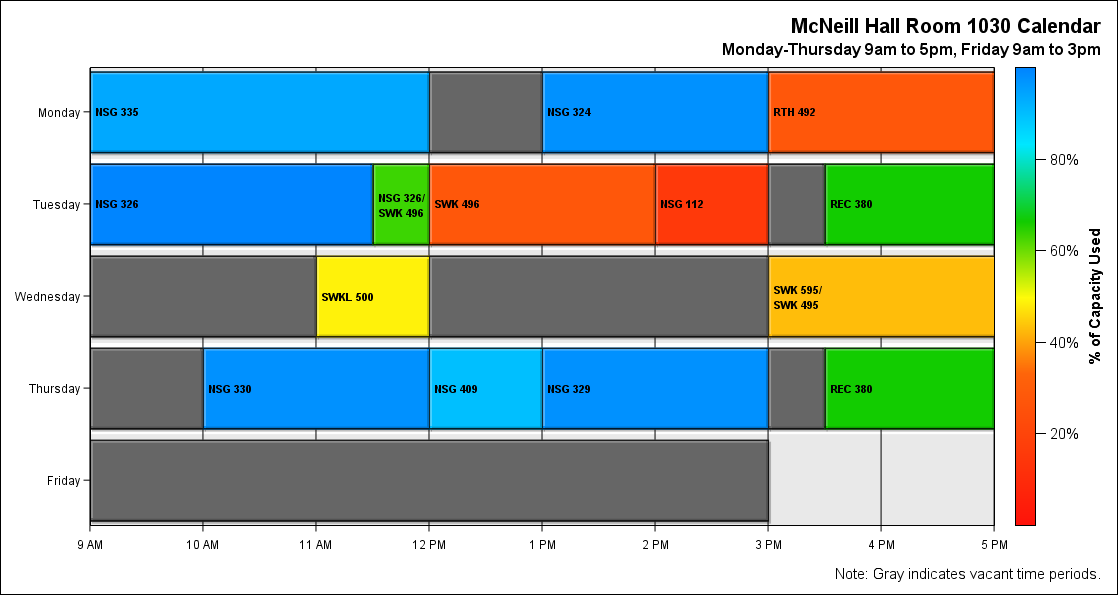 McNeill Hall Room 1030 Calendar
Monday-Thursday 9am to 5pm, Friday 9am to 3pm
Monday
NSG 335
NSG 324
RTH 492
Tuesday
NSG 326
NSG 326/
SWK 496
SWK 496
NSG 112
REC 380
Wednesday
SWKL 500
SWK 595/
SWK 495
Thursday
NSG 330
NSG 409
NSG 329
REC 380
Friday
9 AM
10 AM
11 AM
12 PM
1 PM
2 PM
3 PM
4 PM
5 PM
80%
60%
40%
20%
% of Capacity Used
Note: Gray indicates vacant time periods.